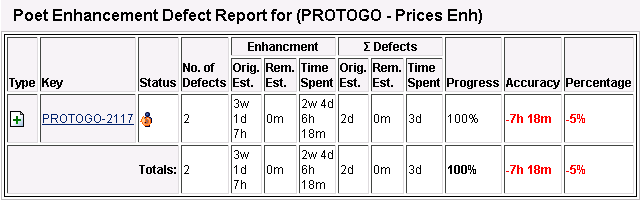 Poet Enhancement Defect Report for (PROTOGO - Prices Enh)
Enhancment Σ Defects
Type Key Status No. of Defects Orig. Est. Rem. Est. Time Spent Orig. Est. Rem. Est. Time Spent Progress Accuracy Percentage
PROTOGO-2117 2 3w 1d 7h 0m 2w 4d 6h 18m 2d 0m 3d 100% -7h 18m -5%
Totals: 2 3w 1d 7h 0m 2w 4d 6h 18m 2d 0m 3d 100% -7h 18m -5%